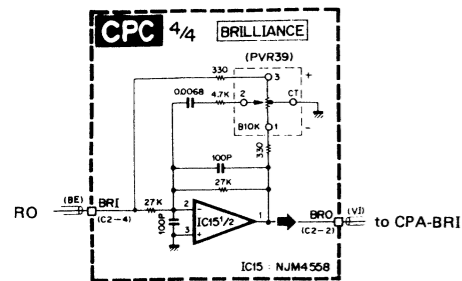 CPC 4/4 BRILLIANCE
(PVR39)
330
3 +
0.0068 4.7K 2 CT
B10K 1 -
330
100P
27K
(BE) BRI 27K 2 - 1 BRO (VI)
RO (C2-4) 100P IC15 1/2 (C2-2) to CPA-BRI
3 +
IC15 : NJM4558